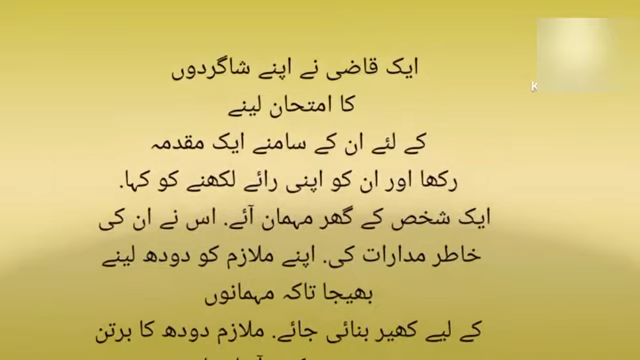 ایک قاضی نے اپنے شاگردوں
کا امتحان لینے
کے لئے ان کے سامنے ایک مقدمہ
رکھا اور ان کو اپنی رائے لکھنے کو کہا.
ایک شخص کے گھر مہمان آئے. اس نے ان کی
خاطر مدارات کی. اپنے ملازم کو دودھ لینے
بھیجا تاکہ مہمانوں
کے لیے کھیر بنائی جائے. ملازم دودھ کا برتن